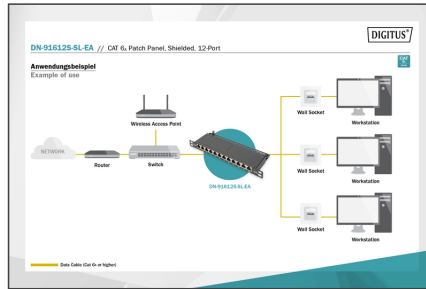 DIGITUS®
DN-91612S-SL-EA // CAT 6A Patch Panel, Shielded, 12-Port
CAT
Anwendungsbeispiel
Example of use
Wireless Access Point
NETWORK
Router
Switch
DN-91612S-SL-EA
Wall Socket
Workstation
Wall Socket
Workstation
Wall Socket
Workstation
Data Cable (Cat 6A or higher)